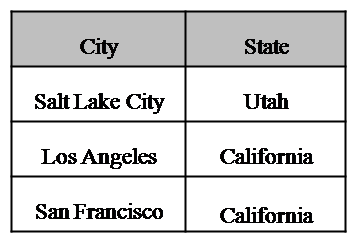 City State
Salt Lake City Utah
Los Angeles California
San Francisco California